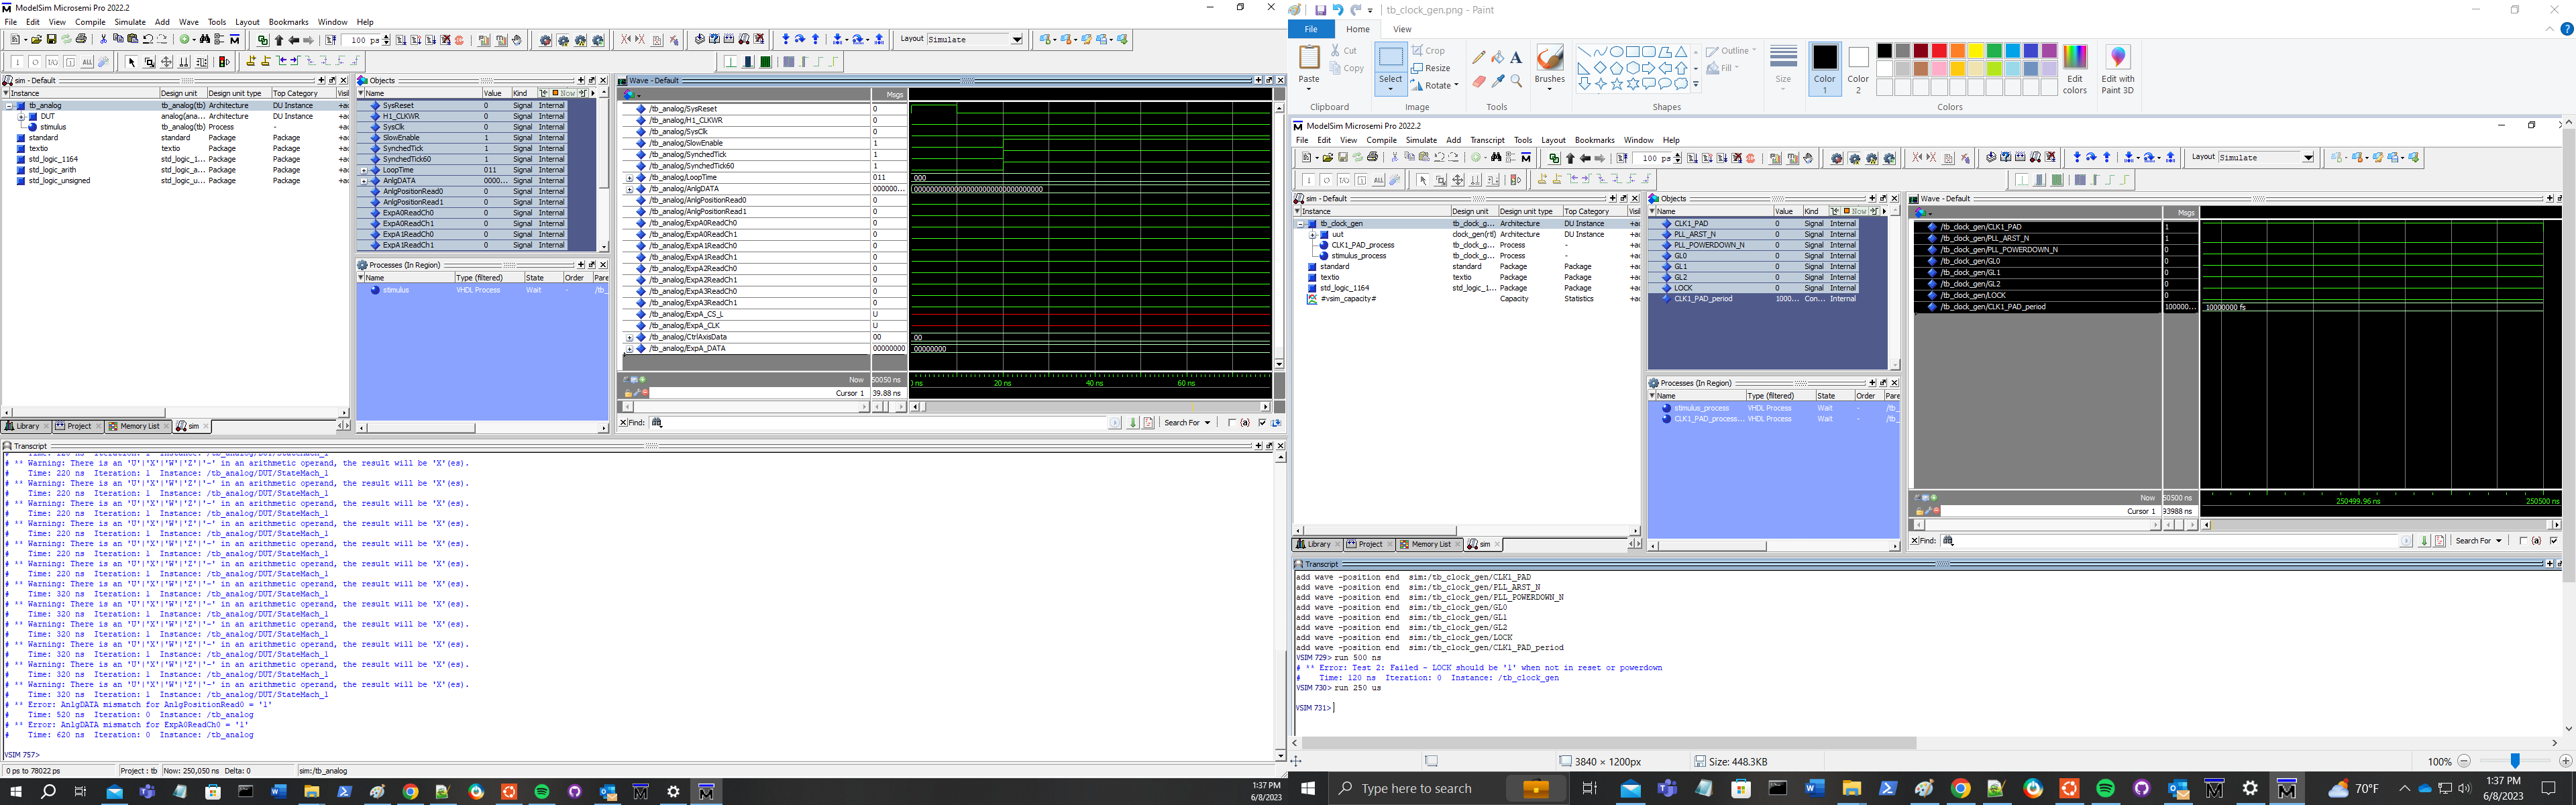 ModelSim Microsemi Pro 2022.2
File Edit View Compile Simulate Add Wave Tools Layout Bookmarks Window Help
100 ps
Layout Simulate
sim - Default
Instance Design unit Design unit type Top Category Visil
tb_analog tb_analog(tb) Architecture DU Instance +ac
DUT analog(ana... Architecture DU Instance +ac
stimulus tb_analog(tb) Process - +ac
standard standard Package Package +ac
textio textio Package Package +ac
std_logic_1164 std_logic_1... Package Package +ac
std_logic_arith std_logic_a... Package Package +ac
std_logic_unsigned std_logic_u... Package Package +ac
Library Project Memory List sim
Objects
Name Value Kind Now
SysReset 0 Signal Internal
H1_CLKWR 0 Signal Internal
SysClk 0 Signal Internal
SlowEnable 1 Signal Internal
SynchedTick 1 Signal Internal
SynchedTick60 1 Signal Internal
LoopTime 011 Signal Internal
AnlgDATA 0000... Signal Internal
AnlgPositionRead0 0 Signal Internal
AnlgPositionRead1 0 Signal Internal
ExpA0ReadCh0 0 Signal Internal
ExpA0ReadCh1 0 Signal Internal
ExpA1ReadCh0 0 Signal Internal
ExpA1ReadCh1 0 Signal Internal
Processes (In Region)
Name Type (filtered) State Order Pare
stimulus VHDL Process Wait - /tb_
Wave - Default
Msgs
/tb_analog/SysReset 0
/tb_analog/H1_CLKWR 0
/tb_analog/SysClk 0
/tb_analog/SlowEnable 1
/tb_analog/SynchedTick 1
/tb_analog/SynchedTick60 1
/tb_analog/LoopTime 011 000
/tb_analog/AnlgDATA 000000...
/tb_analog/AnlgPositionRead0 0
/tb_analog/AnlgPositionRead1 0
/tb_analog/ExpA0ReadCh0 0
/tb_analog/ExpA0ReadCh1 0
/tb_analog/ExpA1ReadCh0 0
/tb_analog/ExpA1ReadCh1 0
/tb_analog/ExpA2ReadCh0 0
/tb_analog/ExpA2ReadCh1 0
/tb_analog/ExpA3ReadCh0 0
/tb_analog/ExpA3ReadCh1 0
/tb_analog/ExpA_CS_L U
/tb_analog/ExpA_CLK U
/tb_analog/CtrlAxisData 00 00
/tb_analog/ExpA_DATA 00000000 00000000
Now 50050 ns 20 ns 40 ns 60 ns
Cursor 1 39.88 ns
Find: Search For
Transcript
# ** Warning: There is an 'U'|'X'|'W'|'Z'|'-' in an arithmetic operand, the result will be 'X'(es).
# Time: 220 ns Iteration: 1 Instance: /tb_analog/DUT/StateMach_1
# ** Warning: There is an 'U'|'X'|'W'|'Z'|'-' in an arithmetic operand, the result will be 'X'(es).
# Time: 220 ns Iteration: 1 Instance: /tb_analog/DUT/StateMach_1
# ** Warning: There is an 'U'|'X'|'W'|'Z'|'-' in an arithmetic operand, the result will be 'X'(es).
# Time: 220 ns Iteration: 1 Instance: /tb_analog/DUT/StateMach_1
# ** Warning: There is an 'U'|'X'|'W'|'Z'|'-' in an arithmetic operand, the result will be 'X'(es).
# Time: 220 ns Iteration: 1 Instance: /tb_analog/DUT/StateMach_1
# ** Warning: There is an 'U'|'X'|'W'|'Z'|'-' in an arithmetic operand, the result will be 'X'(es).
# Time: 220 ns Iteration: 1 Instance: /tb_analog/DUT/StateMach_1
# ** Warning: There is an 'U'|'X'|'W'|'Z'|'-' in an arithmetic operand, the result will be 'X'(es).
# Time: 220 ns Iteration: 1 Instance: /tb_analog/DUT/StateMach_1
# ** Warning: There is an 'U'|'X'|'W'|'Z'|'-' in an arithmetic operand, the result will be 'X'(es).
# Time: 320 ns Iteration: 1 Instance: /tb_analog/DUT/StateMach_1
# ** Warning: There is an 'U'|'X'|'W'|'Z'|'-' in an arithmetic operand, the result will be 'X'(es).
# Time: 320 ns Iteration: 1 Instance: /tb_analog/DUT/StateMach_1
# ** Warning: There is an 'U'|'X'|'W'|'Z'|'-' in an arithmetic operand, the result will be 'X'(es).
# Time: 320 ns Iteration: 1 Instance: /tb_analog/DUT/StateMach_1
# ** Warning: There is an 'U'|'X'|'W'|'Z'|'-' in an arithmetic operand, the result will be 'X'(es).
# Time: 320 ns Iteration: 1 Instance: /tb_analog/DUT/StateMach_1
# ** Warning: There is an 'U'|'X'|'W'|'Z'|'-' in an arithmetic operand, the result will be 'X'(es).
# Time: 320 ns Iteration: 1 Instance: /tb_analog/DUT/StateMach_1
# ** Warning: There is an 'U'|'X'|'W'|'Z'|'-' in an arithmetic operand, the result will be 'X'(es).
# Time: 320 ns Iteration: 1 Instance: /tb_analog/DUT/StateMach_1
# ** Error: AnlgDATA mismatch for AnlgPositionRead0 = '1'
# Time: 520 ns Iteration: 0 Instance: /tb_analog
# ** Error: AnlgDATA mismatch for ExpA0ReadCh0 = '1'
# Time: 620 ns Iteration: 0 Instance: /tb_analog
VSIM 757>
0 ps to 78022 ps Project : tb Now: 250,050 ns Delta: 0 sim:/tb_analog
1:37 PM
6/8/2023
tb_clock_gen.png - Paint
File Home View
Paste Cut Copy
Clipboard
Select Crop Resize Rotate
Image
Tools
Brushes
Outline Fill
Shapes
Size
Color 1
Color 2
Edit colors
Colors
Edit with Paint 3D
ModelSim Microsemi Pro 2022.2
File Edit View Compile Simulate Add Transcript Tools Layout Bookmarks Window Help
100 ps
Layout Simulate
sim - Default
Instance Design unit Design unit type Top Category Visil
tb_clock_gen tb_clock_g... Architecture DU Instance +ac
uut clock_gen(rtl) Architecture DU Instance +ac
CLK1_PAD_process tb_clock_g... Process - +ac
stimulus_process tb_clock_g... Process - +ac
standard standard Package Package +ac
textio textio Package Package +ac
std_logic_1164 std_logic_1... Package Package +ac
#vsim_capacity# Capacity Statistics +ac
Library Project Memory List sim
Objects
Name Value Kind Now
CLK1_PAD 0 Signal Internal
PLL_ARST_N 0 Signal Internal
PLL_POWERDOWN_N 0 Signal Internal
GL0 0 Signal Internal
GL1 0 Signal Internal
GL2 0 Signal Internal
LOCK 0 Signal Internal
CLK1_PAD_period 1000... Con... Internal
Processes (In Region)
Name Type (filtered) State Order Pare
stimulus_process VHDL Process Wait - /tb_
CLK1_PAD_process... VHDL Process Wait - /tb_
Wave - Default
Msgs
/tb_clock_gen/CLK1_PAD 1
/tb_clock_gen/PLL_ARST_N 1
/tb_clock_gen/PLL_POWERDOWN_N 0
/tb_clock_gen/GL0 0
/tb_clock_gen/GL1 0
/tb_clock_gen/GL2 0
/tb_clock_gen/LOCK 0
/tb_clock_gen/CLK1_PAD_period 100000... 10000000 fs
Now 50500 ns 250499.96 ns 250500 ns
Cursor 1 93988 ns
Find: Search For
Transcript
add wave -position end sim:/tb_clock_gen/CLK1_PAD
add wave -position end sim:/tb_clock_gen/PLL_ARST_N
add wave -position end sim:/tb_clock_gen/PLL_POWERDOWN_N
add wave -position end sim:/tb_clock_gen/GL0
add wave -position end sim:/tb_clock_gen/GL1
add wave -position end sim:/tb_clock_gen/GL2
add wave -position end sim:/tb_clock_gen/LOCK
add wave -position end sim:/tb_clock_gen/CLK1_PAD_period
VSIM 729> run 500 ns
# ** Error: Test 2: Failed - LOCK should be '1' when not in reset or powerdown
# Time: 120 ns Iteration: 0 Instance: /tb_clock_gen
VSIM 730> run 250 us
VSIM 731>
3840 × 1200px Size: 448.3KB 100%
Type here to search
70°F
1:37 PM
6/8/2023